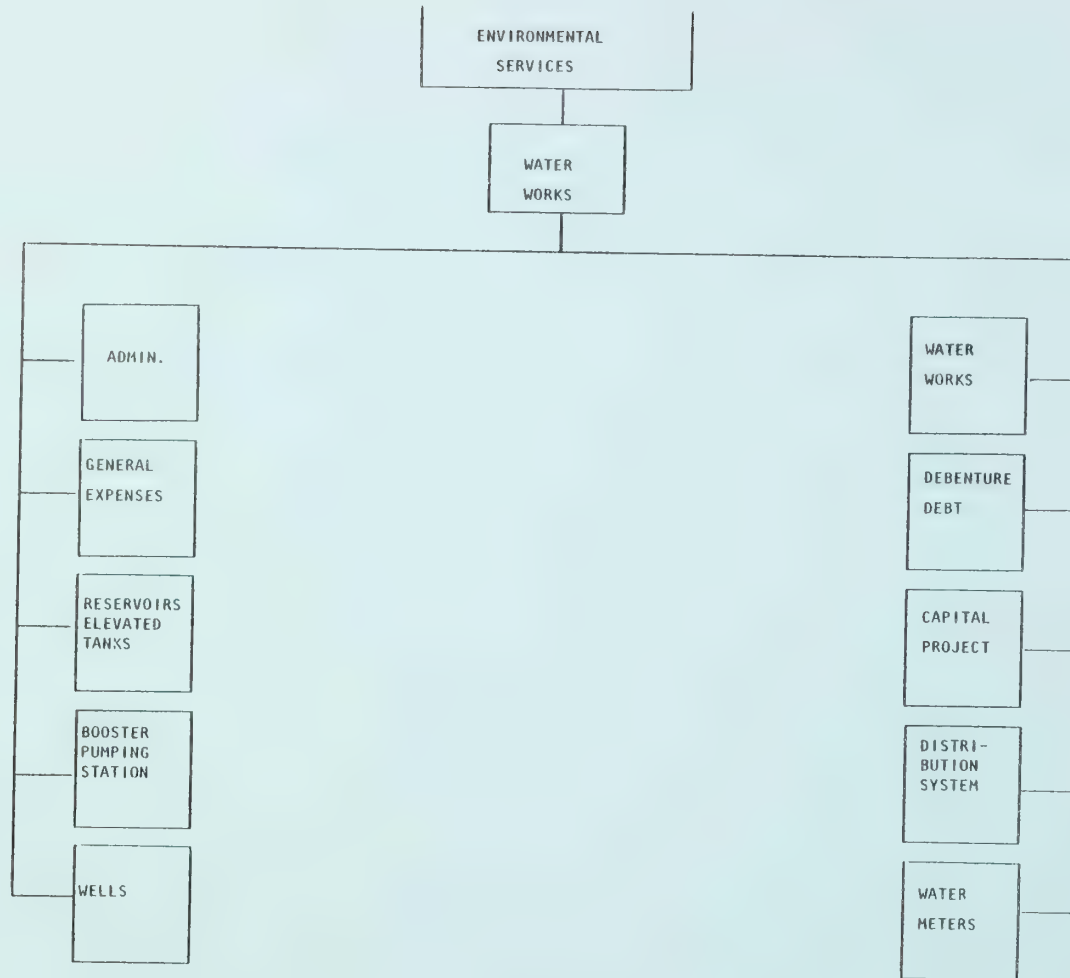 ENVIRONMENTAL
SERVICES
WATER
WORKS
ADMIN.
GENERAL
EXPENSES
RESERVOIRS
ELEVATED
TANKS
BOOSTER
PUMPING
STATION
WELLS
WATER
WORKS
DEBENTURE
DEBT
CAPITAL
PROJECT
DISTRI-
BUTION
SYSTEM
WATER
METERS